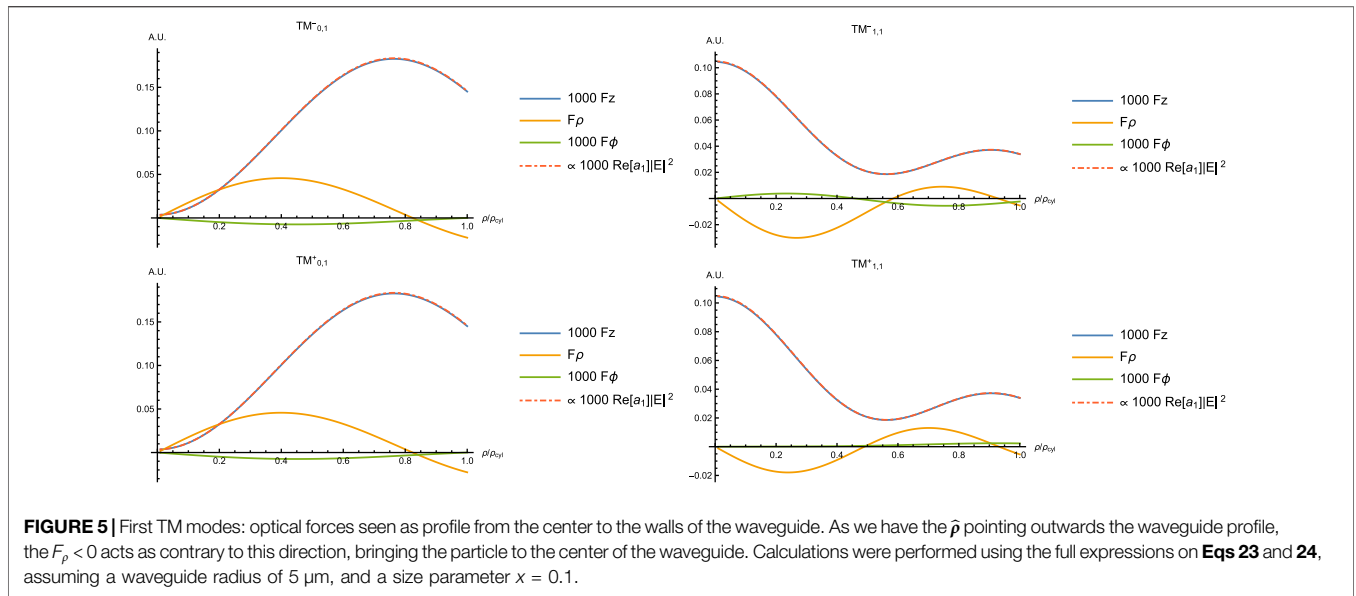 TM⁻0,1
A.U.
0.15
0.10
0.05
0.2 0.4 0.6 0.8 1.0
ρ/ρcyl
1000 Fz
Fρ
1000 Fϕ
∝ 1000 Re[a₁]|E|²
TM⁻1,1
A.U.
0.10
0.08
0.06
0.04
0.02
−0.02
0.2 0.4 0.6 0.8 1.0
ρ/ρcyl
1000 Fz
Fρ
1000 Fϕ
∝ 1000 Re[a₁]|E|²
TM⁺0,1
A.U.
0.15
0.10
0.05
0.2 0.4 0.6 0.8 1.0
ρ/ρcyl
1000 Fz
Fρ
1000 Fϕ
∝ 1000 Re[a₁]|E|²
TM⁺1,1
A.U.
0.10
0.08
0.06
0.04
0.02
−0.02
0.2 0.4 0.6 0.8 1.0
ρ/ρcyl
1000 Fz
Fρ
1000 Fϕ
∝ 1000 Re[a₁]|E|²
FIGURE 5 | First TM modes: optical forces seen as profile from the center to the walls of the waveguide. As we have the ρ̂ pointing outwards the waveguide profile,
the Fρ < 0 acts as contrary to this direction, bringing the particle to the center of the waveguide. Calculations were performed using the full expressions on Eqs 23 and 24,
assuming a waveguide radius of 5 μm, and a size parameter x = 0.1.